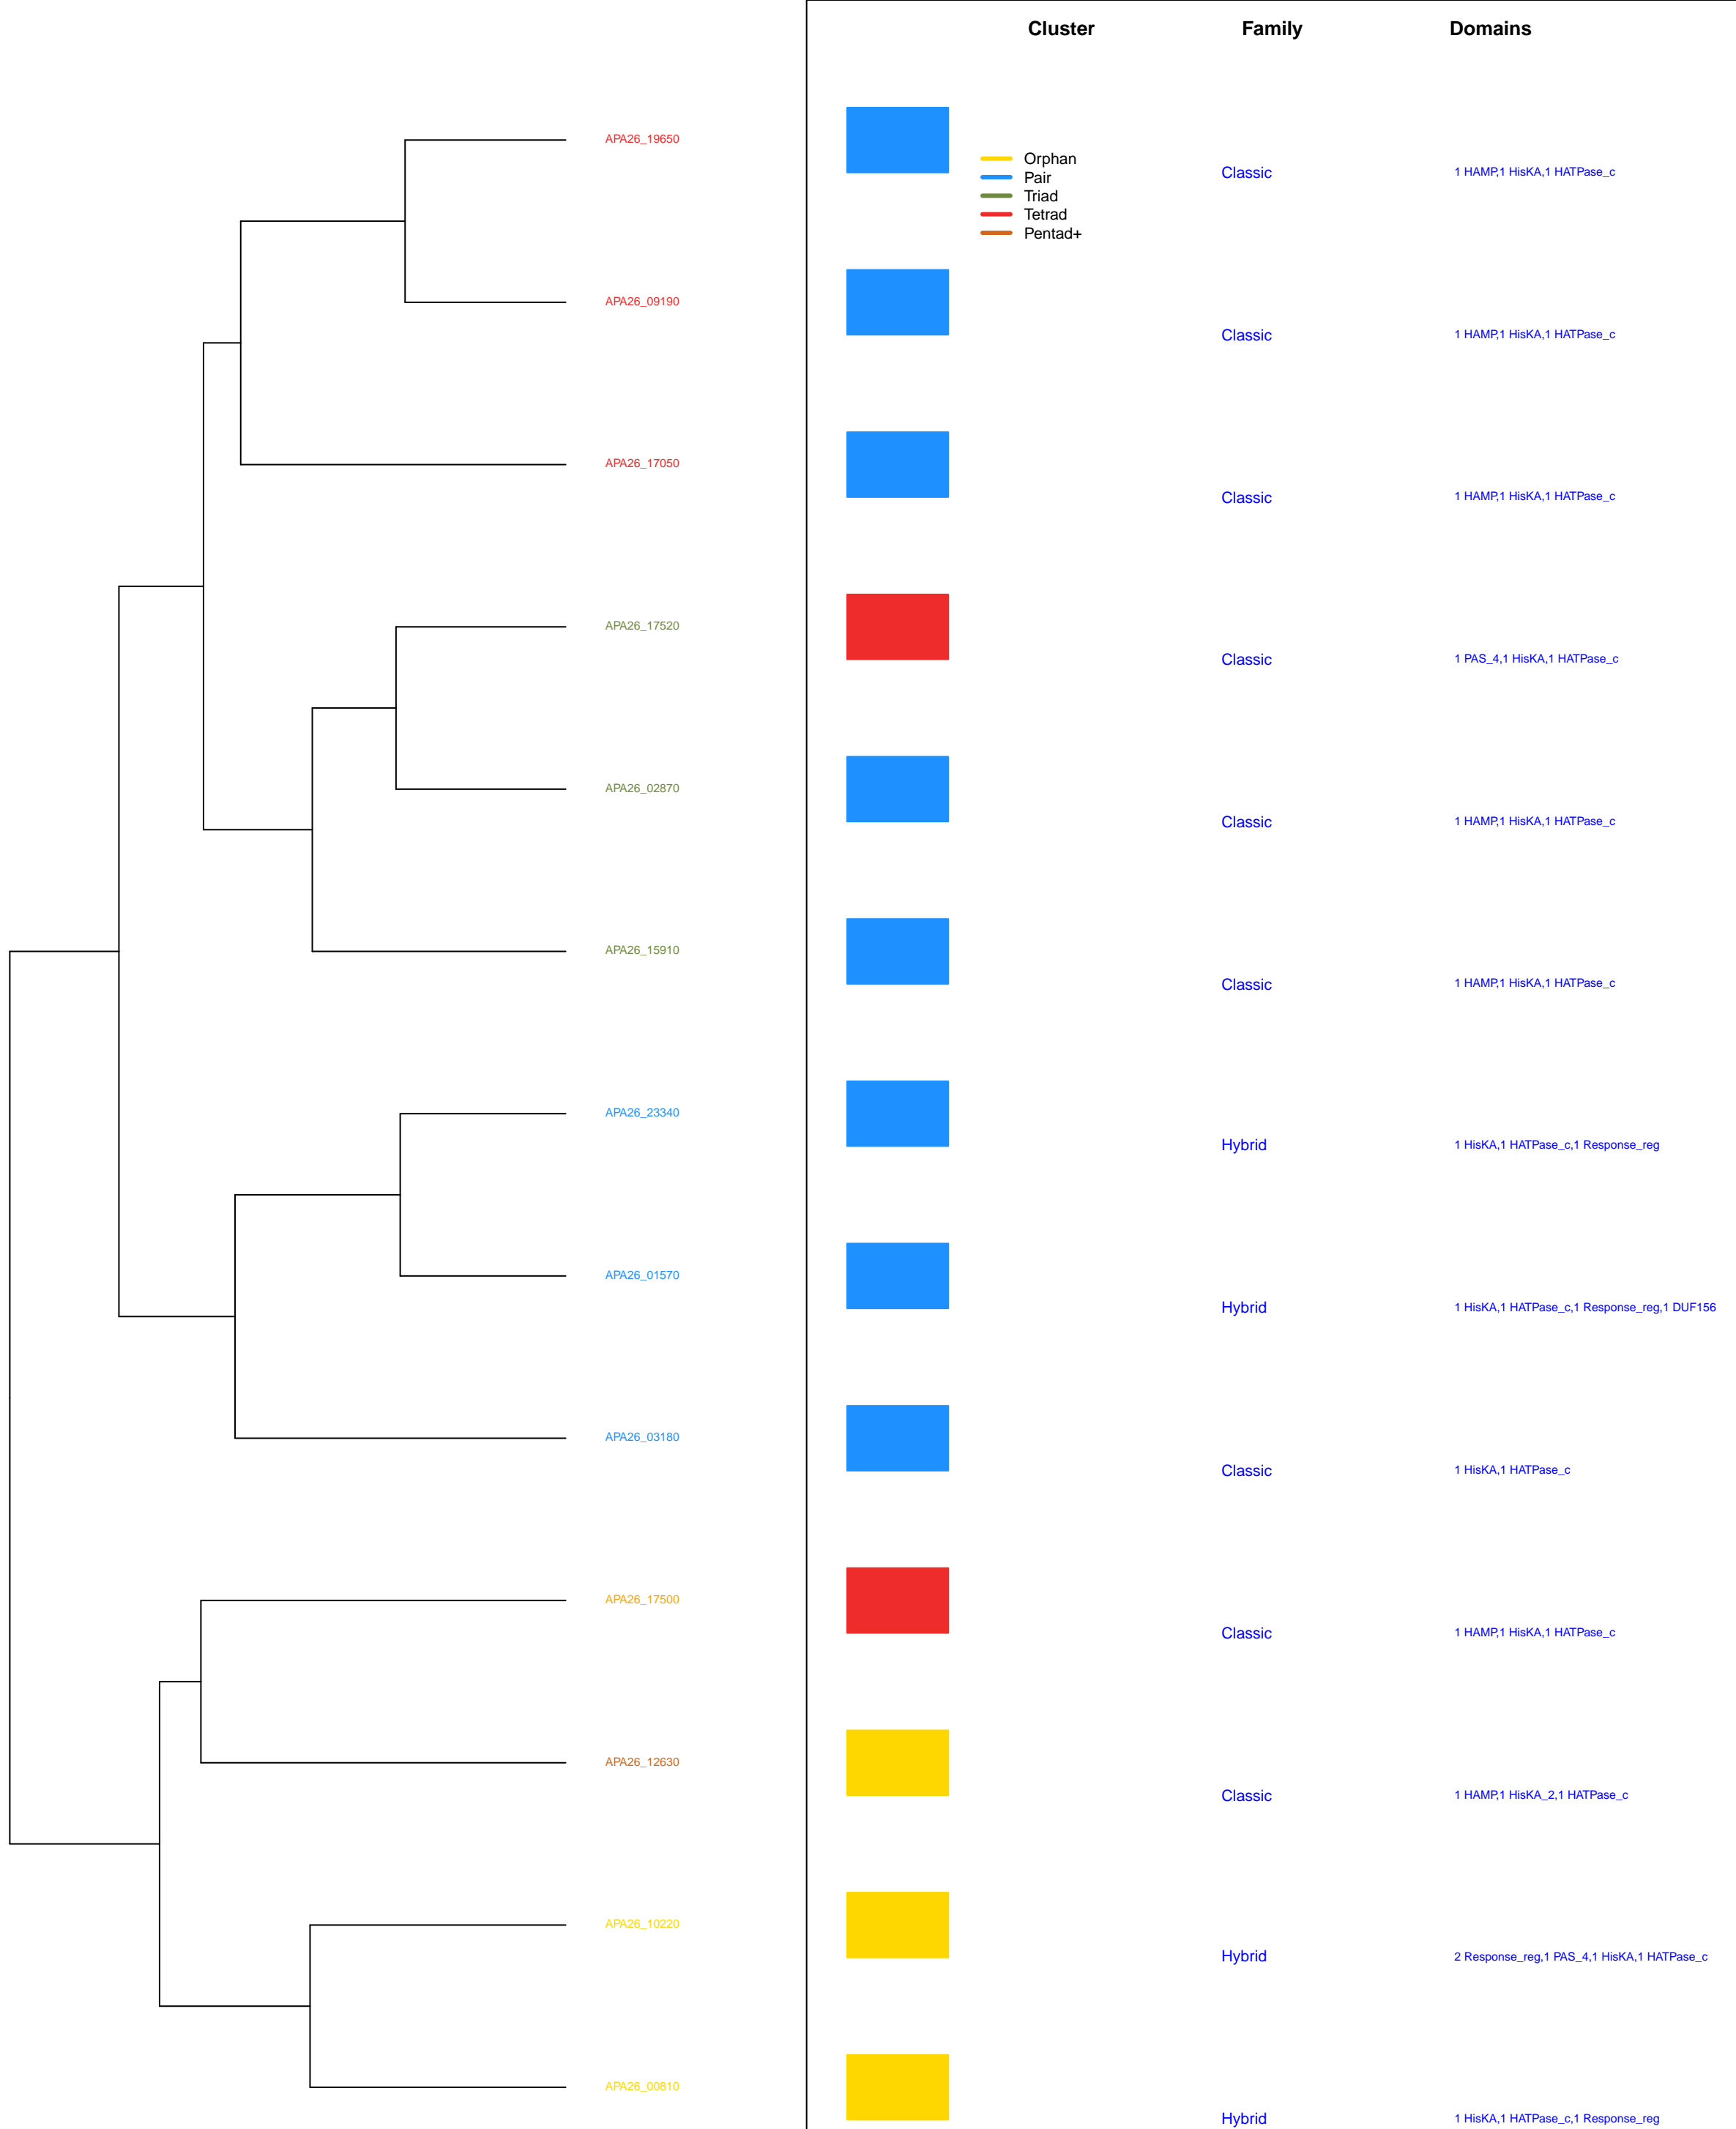 Cluster Family Domains
APA26_19650
Orphan
Pair
Triad
Tetrad
Pentad+
Classic 1 HAMP,1 HisKA,1 HATPase_c
APA26_09190
Classic 1 HAMP,1 HisKA,1 HATPase_c
APA26_17050
Classic 1 HAMP,1 HisKA,1 HATPase_c
APA26_17520
Classic 1 PAS_4,1 HisKA,1 HATPase_c
APA26_02870
Classic 1 HAMP,1 HisKA,1 HATPase_c
APA26_15910
Classic 1 HAMP,1 HisKA,1 HATPase_c
APA26_23340
Hybrid 1 HisKA,1 HATPase_c,1 Response_reg
APA26_01570
Hybrid 1 HisKA,1 HATPase_c,1 Response_reg,1 DUF156
APA26_03180
Classic 1 HisKA,1 HATPase_c
APA26_17500
Classic 1 HAMP,1 HisKA,1 HATPase_c
APA26_12630
Classic 1 HAMP,1 HisKA_2,1 HATPase_c
APA26_10220
Hybrid 2 Response_reg,1 PAS_4,1 HisKA,1 HATPase_c
APA26_00810
Hybrid 1 HisKA,1 HATPase_c,1 Response_reg